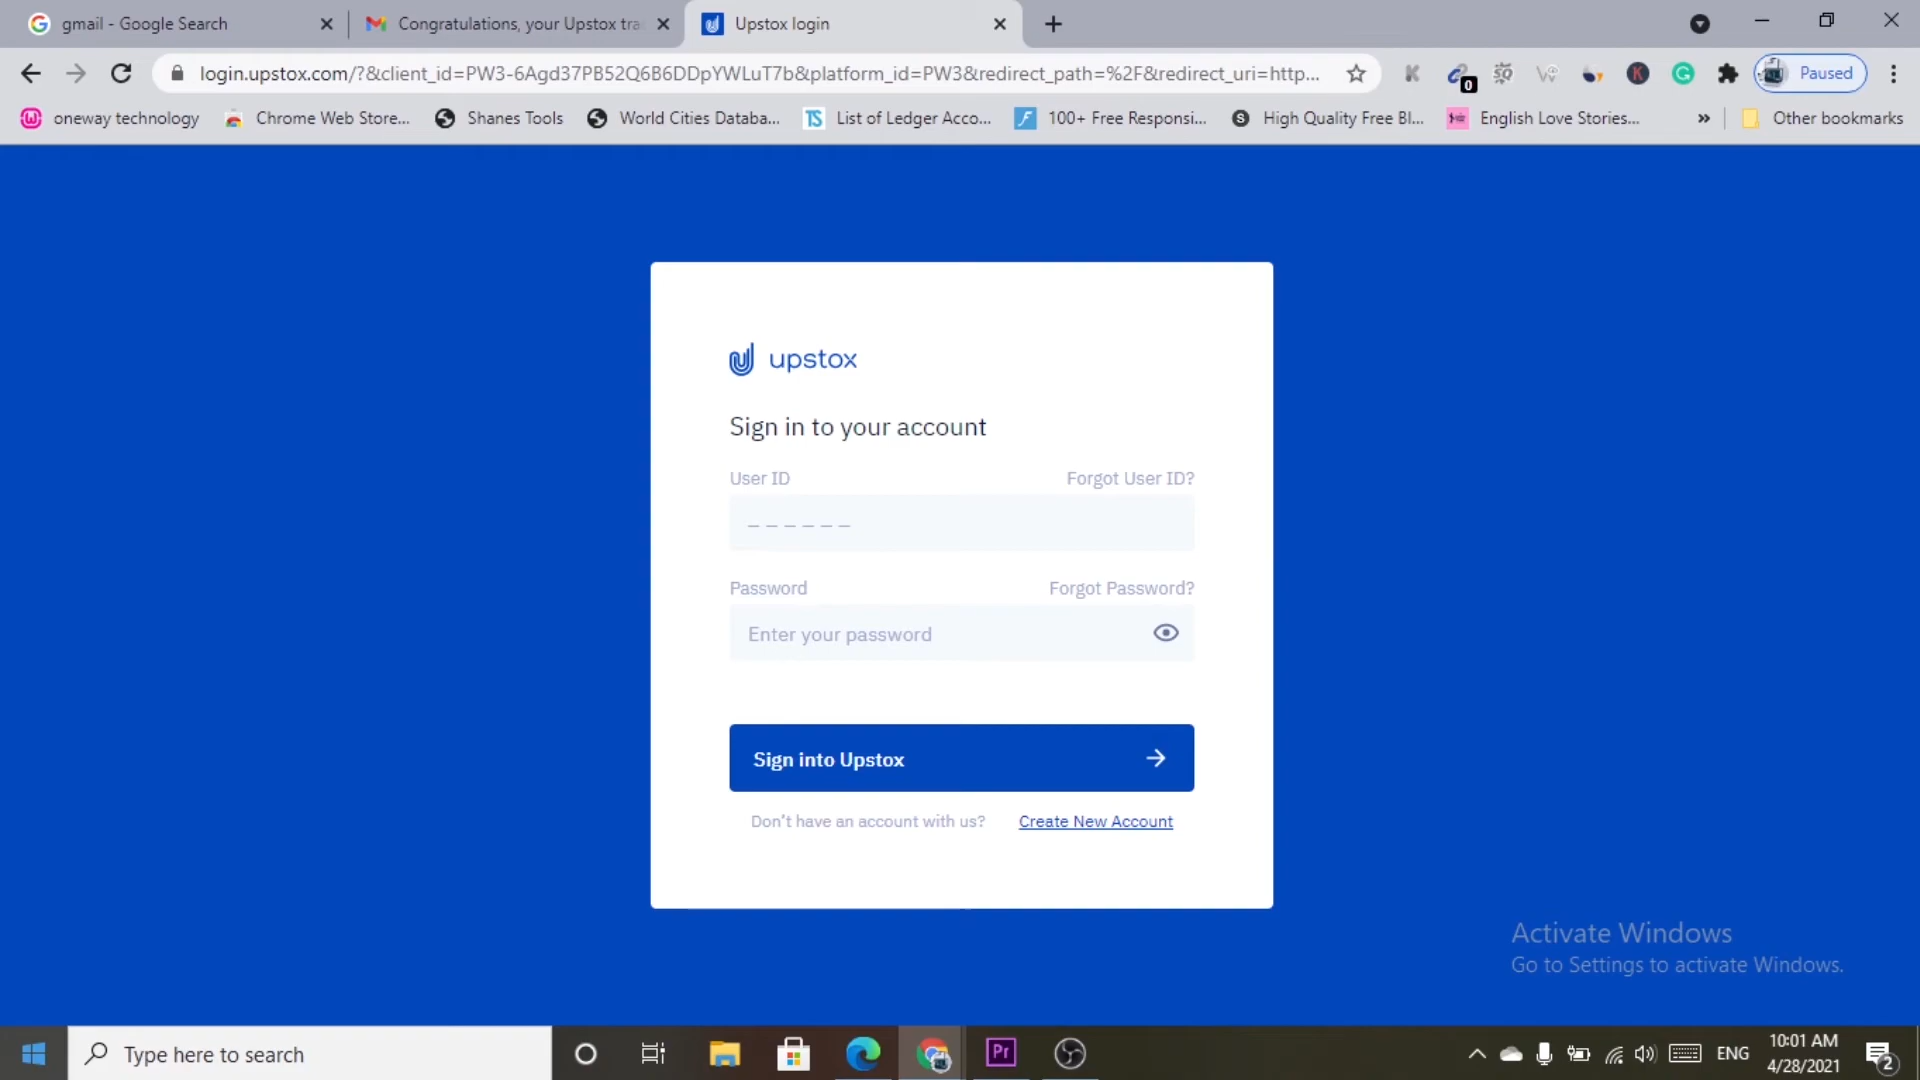 gmail - Google Search
Congratulations, your Upstox tra
Upstox login
login.upstox.com/?&client_id=PW3-6Agd37PB52Q6B6DDpYWLuT7b&platform_id=PW3&redirect_path=%2F&redirect_uri=http...
0
Paused
oneway technology
Chrome Web Store...
Shanes Tools
World Cities Databa...
TS
List of Ledger Acco...
100+ Free Responsi...
High Quality Free Bl...
English Love Stories...
»
Other bookmarks
upstox
Sign in to your account
User ID
Forgot User ID?
_ _ _ _ _ _
Password
Forgot Password?
Enter your password
Sign into Upstox
Don't have an account with us?
Create New Account
Activate Windows
Go to Settings to activate Windows.
Type here to search
Pr
ENG
10:01 AM
4/28/2021
2